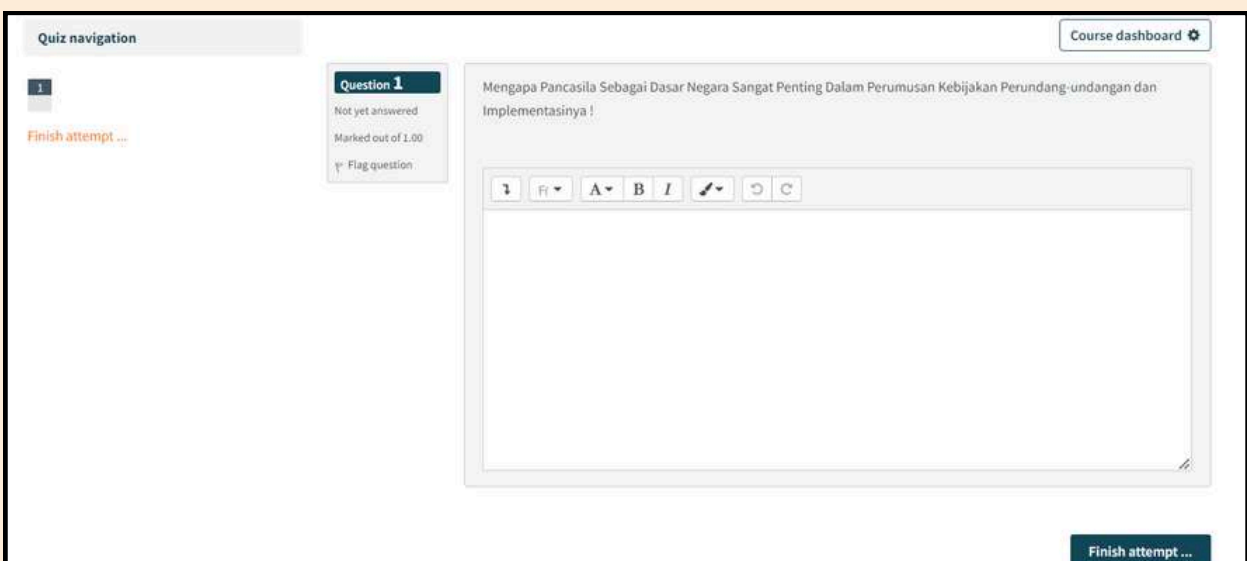 Quiz navigation
Course dashboard
1
Finish attempt ...
Question 1
Not yet answered
Marked out of 1.00
Flag question
Mengapa Pancasila Sebagai Dasar Negara Sangat Penting Dalam Perumusan Kebijakan Perundang-undangan dan
Implementasinya !
A B I
Finish attempt ...